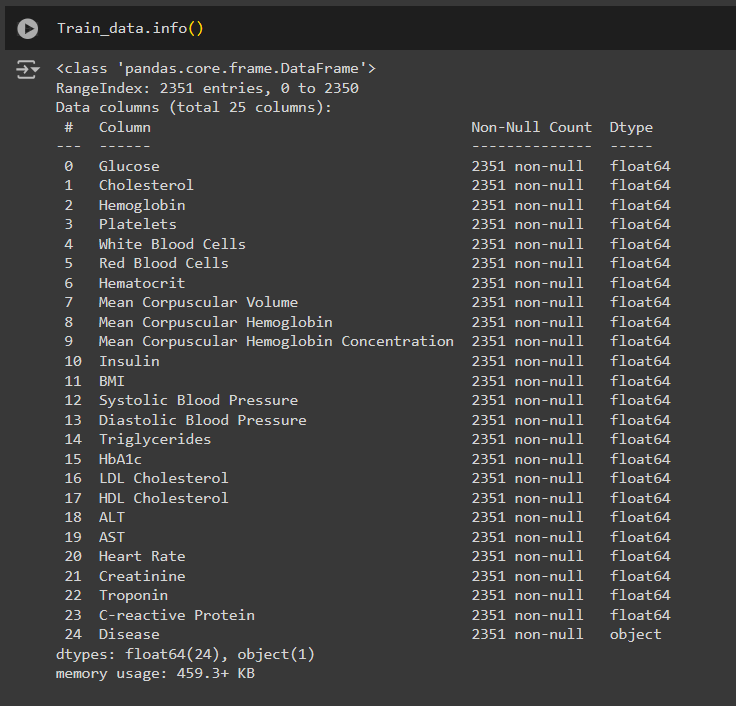 Train_data.info()
<class 'pandas.core.frame.DataFrame'>
RangeIndex: 2351 entries, 0 to 2350
Data columns (total 25 columns):
 #   Column                                     Non-Null Count  Dtype
---  ------                                     --------------  -----
 0   Glucose                                    2351 non-null   float64
 1   Cholesterol                                2351 non-null   float64
 2   Hemoglobin                                 2351 non-null   float64
 3   Platelets                                  2351 non-null   float64
 4   White Blood Cells                          2351 non-null   float64
 5   Red Blood Cells                            2351 non-null   float64
 6   Hematocrit                                 2351 non-null   float64
 7   Mean Corpuscular Volume                    2351 non-null   float64
 8   Mean Corpuscular Hemoglobin                2351 non-null   float64
 9   Mean Corpuscular Hemoglobin Concentration  2351 non-null   float64
 10  Insulin                                    2351 non-null   float64
 11  BMI                                        2351 non-null   float64
 12  Systolic Blood Pressure                    2351 non-null   float64
 13  Diastolic Blood Pressure                   2351 non-null   float64
 14  Triglycerides                              2351 non-null   float64
 15  HbA1c                                      2351 non-null   float64
 16  LDL Cholesterol                            2351 non-null   float64
 17  HDL Cholesterol                            2351 non-null   float64
 18  ALT                                        2351 non-null   float64
 19  AST                                        2351 non-null   float64
 20  Heart Rate                                 2351 non-null   float64
 21  Creatinine                                 2351 non-null   float64
 22  Troponin                                   2351 non-null   float64
 23  C-reactive Protein                         2351 non-null   float64
 24  Disease                                    2351 non-null   object
dtypes: float64(24), object(1)
memory usage: 459.3+ KB